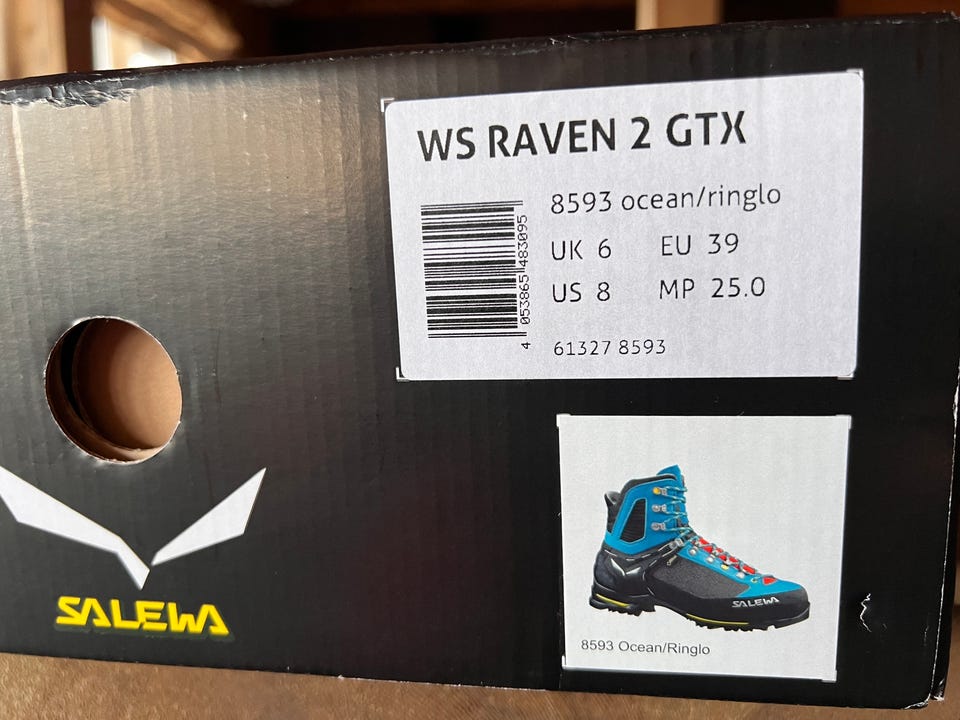 WS RAVEN 2 GTX
8593 ocean/ringlo
UK 6 EU 39
US 8 MP 25.0
61327 8593
4 053865 483095
SALEWA
SALEWA
8593 Ocean/Ringlo